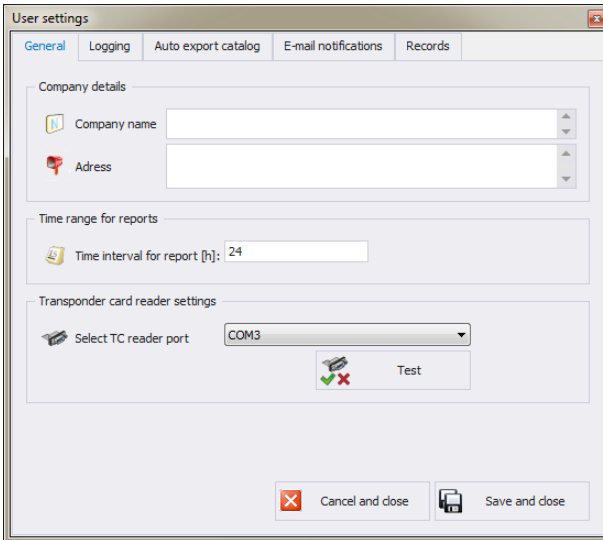 User settings
General Logging Auto export catalog E-mail notifications Records
Company details
Company name
Adress
Time range for reports
Time interval for report [h]: 24
Transponder card reader settings
Select TC reader port COM3
Test
Cancel and close Save and close